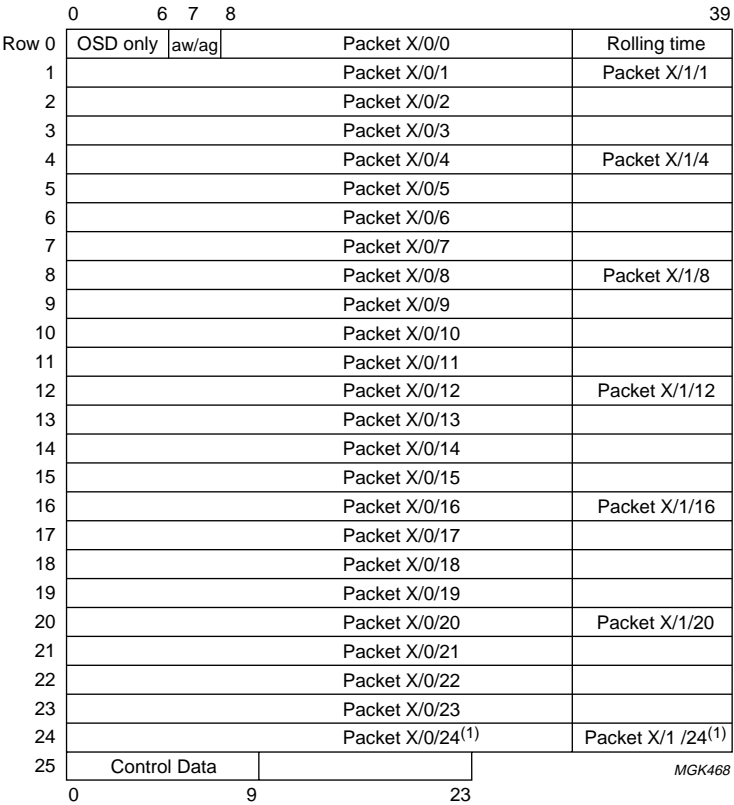 0 6 7 8 39
Row 0 OSD only aw/ag Packet X/0/0 Rolling time
1 Packet X/0/1 Packet X/1/1
2 Packet X/0/2
3 Packet X/0/3
4 Packet X/0/4 Packet X/1/4
5 Packet X/0/5
6 Packet X/0/6
7 Packet X/0/7
8 Packet X/0/8 Packet X/1/8
9 Packet X/0/9
10 Packet X/0/10
11 Packet X/0/11
12 Packet X/0/12 Packet X/1/12
13 Packet X/0/13
14 Packet X/0/14
15 Packet X/0/15
16 Packet X/0/16 Packet X/1/16
17 Packet X/0/17
18 Packet X/0/18
19 Packet X/0/19
20 Packet X/0/20 Packet X/1/20
21 Packet X/0/21
22 Packet X/0/22
23 Packet X/0/23
24 Packet X/0/24(1) Packet X/1 /24(1)
25 Control Data MGK468
0 9 23